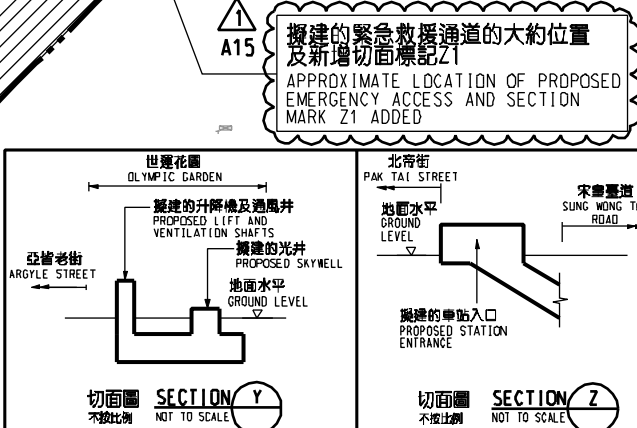 1
A15
擬建的緊急救援通道的大約位置
及新增切面標記Z1
APPROXIMATE LOCATION OF PROPOSED
EMERGENCY ACCESS AND SECTION
MARK Z1 ADDED
世運花園
OLYMPIC GARDEN
擬建的升降機及通風井
PROPOSED LIFT AND
VENTILATION SHAFTS
擬建的光井
PROPOSED SKYWELL
亞皆老街
ARGYLE STREET
地面水平
GROUND LEVEL
切面圖 SECTION Y
不按比例 NOT TO SCALE
北帝街
PAK TAI STREET
地面水平
GROUND
LEVEL
宋皇臺道
SUNG WONG T
ROAD
擬建的車站入口
PROPOSED STATION
ENTRANCE
切面圖 SECTION Z
不按比例 NOT TO SCALE